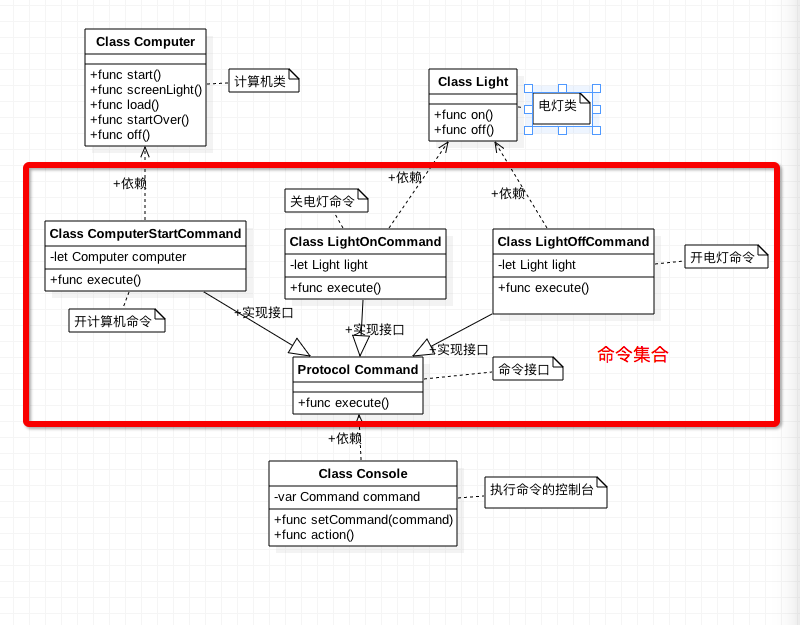 Class Computer
+func start()
+func screenLight()
+func load()
+func startOver()
+func off()
计算机类
Class Light
+func on()
+func off()
电灯类
+依赖
+依赖
+依赖
关电灯命令
Class ComputerStartCommand
-let Computer computer
+func execute()
Class LightOnCommand
-let Light light
+func execute()
Class LightOffCommand
-let Light light
+func execute()
开电灯命令
开计算机命令
+实现接口
+实现接口
+实现接口
命令集合
Protocol Command
+func execute()
命令接口
+依赖
Class Console
-var Command command
+func setCommand(command)
+func action()
执行命令的控制台